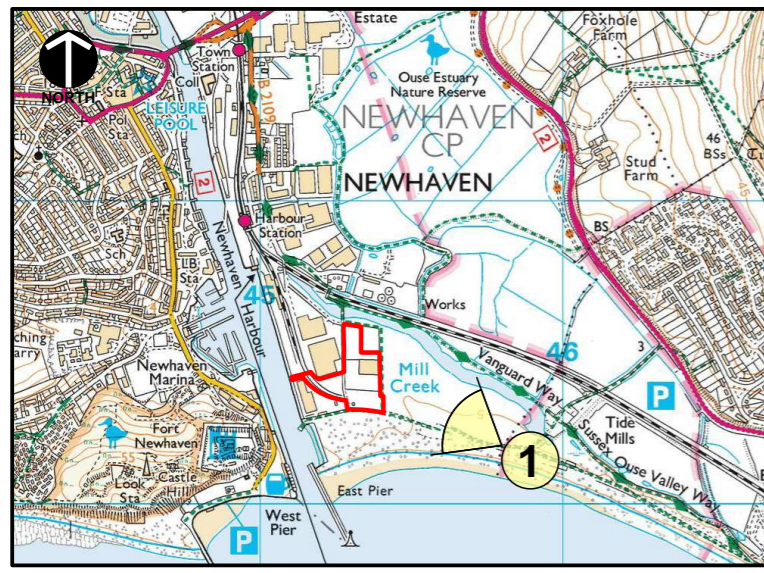 Estate
Foxhole
Farm
Town
Station
Sta
Coll
Pol
Sta
LEISURE
POOL
NORTH
B 2109
Ouse Estuary
Nature Reserve
NEWHAVEN
CP
NEWHAVEN
2
46
BSs
Stud
Farm
45
2
Sch
Harbour
Station
BS
I.B
Sta
Newhaven Harbour
45
Works
46
3
Newhaven
Marina
Mill
Creek
Vanguard Way
P
Fort
Newhaven
55
Look
Sta
Castle
Hill
Tide
Mills
Sussex Ouse Valley Way
1
East Pier
West
Pier
P